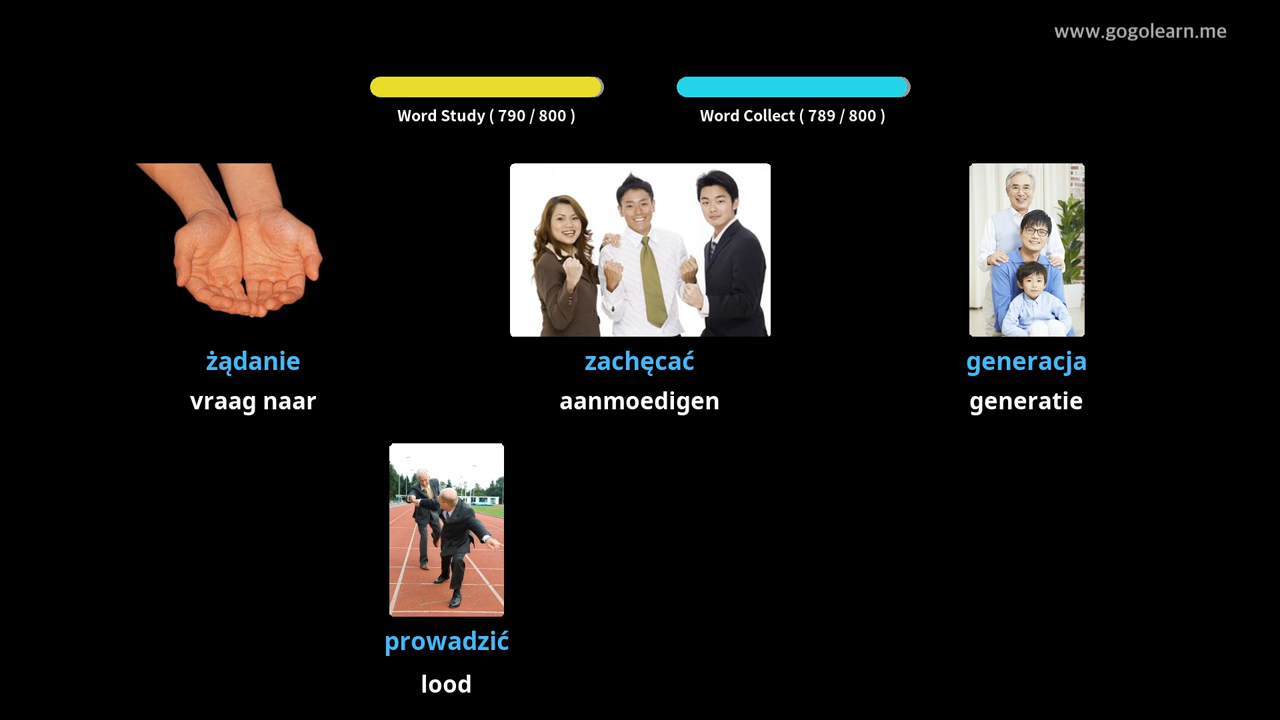 www.gogolearn.me
Word Study ( 790 / 800 )
Word Collect ( 789 / 800 )
żądanie
vraag naar
zachęcać
aanmoedigen
generacja
generatie
prowadzić
lood